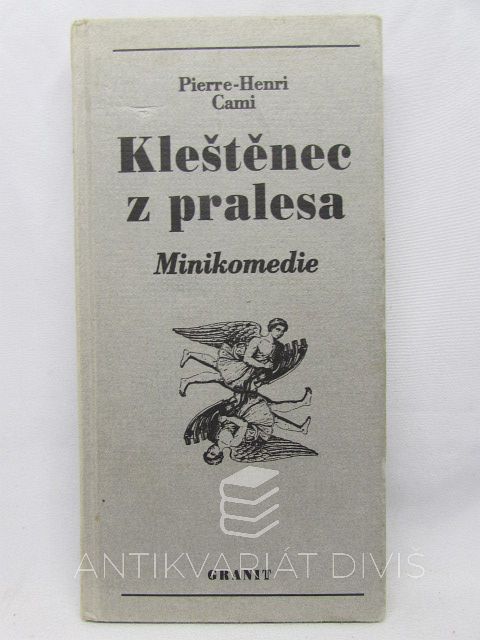 Pierre-Henri
Cami
Kleštěnec
z pralesa
Minikomedie
ANTIKVARIÁT DIVIŠ
GRANIT